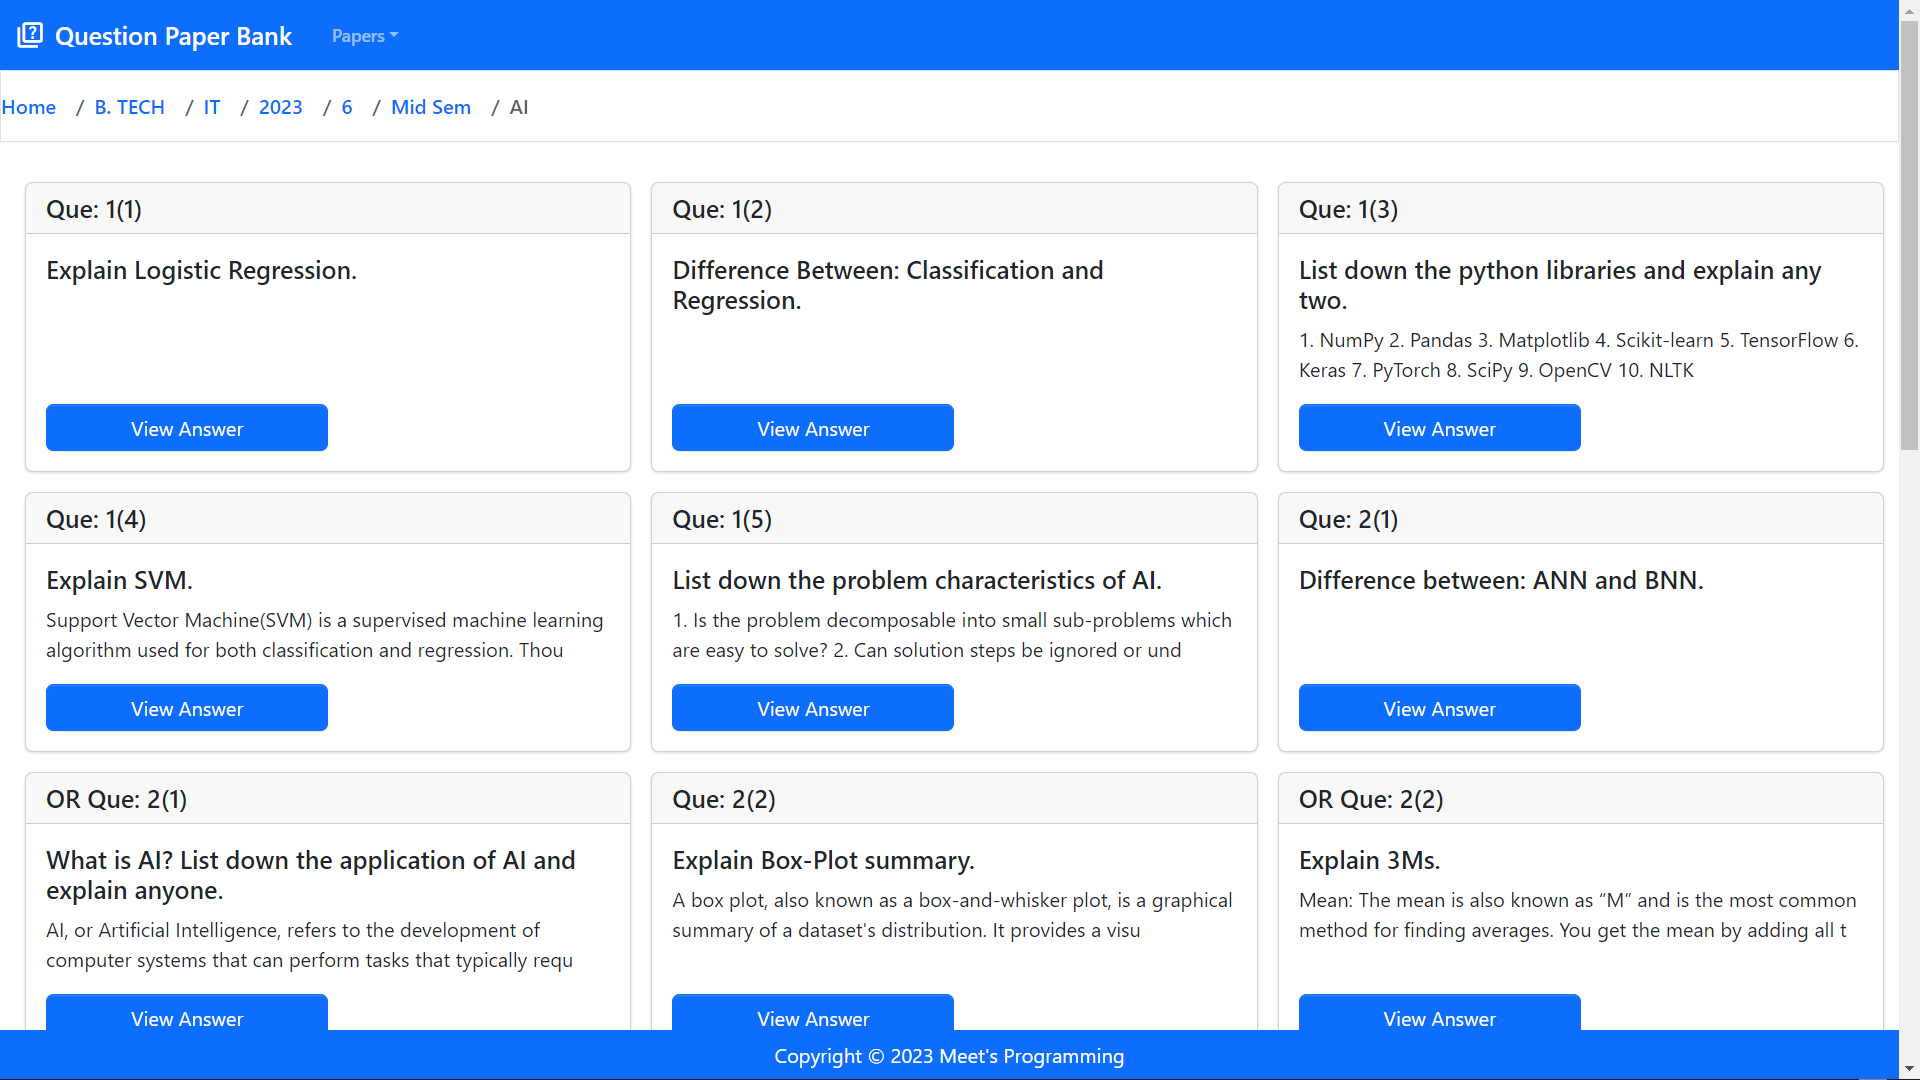 Question Paper Bank Papers
Home / B. TECH / IT / 2023 / 6 / Mid Sem / AI
Que: 1(1)
Explain Logistic Regression.
View Answer
Que: 1(2)
Difference Between: Classification and
Regression.
View Answer
Que: 1(3)
List down the python libraries and explain any
two.
1. NumPy 2. Pandas 3. Matplotlib 4. Scikit-learn 5. TensorFlow 6.
Keras 7. PyTorch 8. SciPy 9. OpenCV 10. NLTK
View Answer
Que: 1(4)
Explain SVM.
Support Vector Machine(SVM) is a supervised machine learning
algorithm used for both classification and regression. Thou
View Answer
Que: 1(5)
List down the problem characteristics of AI.
1. Is the problem decomposable into small sub-problems which
are easy to solve? 2. Can solution steps be ignored or und
View Answer
Que: 2(1)
Difference between: ANN and BNN.
View Answer
OR Que: 2(1)
What is AI? List down the application of AI and
explain anyone.
AI, or Artificial Intelligence, refers to the development of
computer systems that can perform tasks that typically requ
View Answer
Que: 2(2)
Explain Box-Plot summary.
A box plot, also known as a box-and-whisker plot, is a graphical
summary of a dataset's distribution. It provides a visu
View Answer
OR Que: 2(2)
Explain 3Ms.
Mean: The mean is also known as “M” and is the most common
method for finding averages. You get the mean by adding all t
View Answer
Copyright © 2023 Meet's Programming